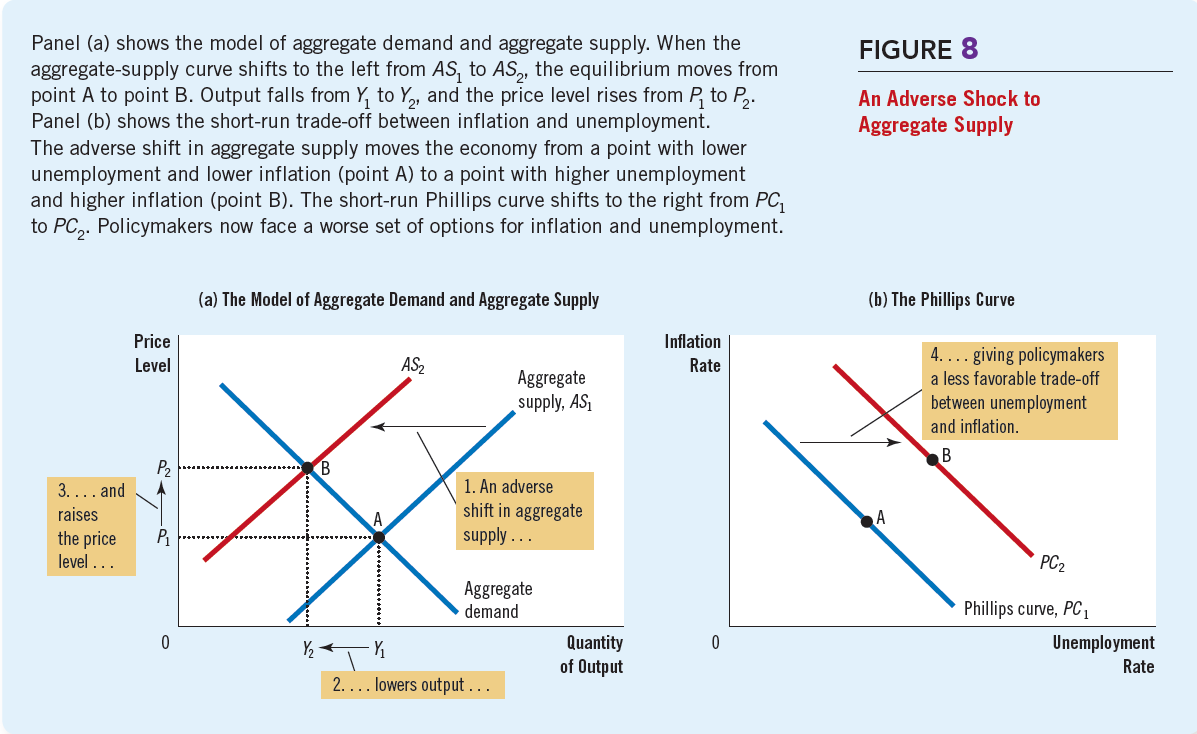 Panel (a) shows the model of aggregate demand and aggregate supply. When the
aggregate-supply curve shifts to the left from AS₁ to AS₂, the equilibrium moves from
point A to point B. Output falls from Y₁ to Y₂, and the price level rises from P₁ to P₂.
Panel (b) shows the short-run trade-off between inflation and unemployment.
The adverse shift in aggregate supply moves the economy from a point with lower
unemployment and lower inflation (point A) to a point with higher unemployment
and higher inflation (point B). The short-run Phillips curve shifts to the right from PC₁
to PC₂. Policymakers now face a worse set of options for inflation and unemployment.
FIGURE 8
An Adverse Shock to
Aggregate Supply
(a) The Model of Aggregate Demand and Aggregate Supply
Price
Level
AS₂
Aggregate
supply, AS₁
P₂
B
3. . . . and
raises
the price
level . . .
1. An adverse
shift in aggregate
supply . . .
A
P₁
Aggregate
demand
0
Y₂
Y₁
Quantity
of Output
2. . . . lowers output . . .
(b) The Phillips Curve
Inflation
Rate
4. . . . giving policymakers
a less favorable trade-off
between unemployment
and inflation.
B
A
PC₂
Phillips curve, PC₁
0
Unemployment
Rate